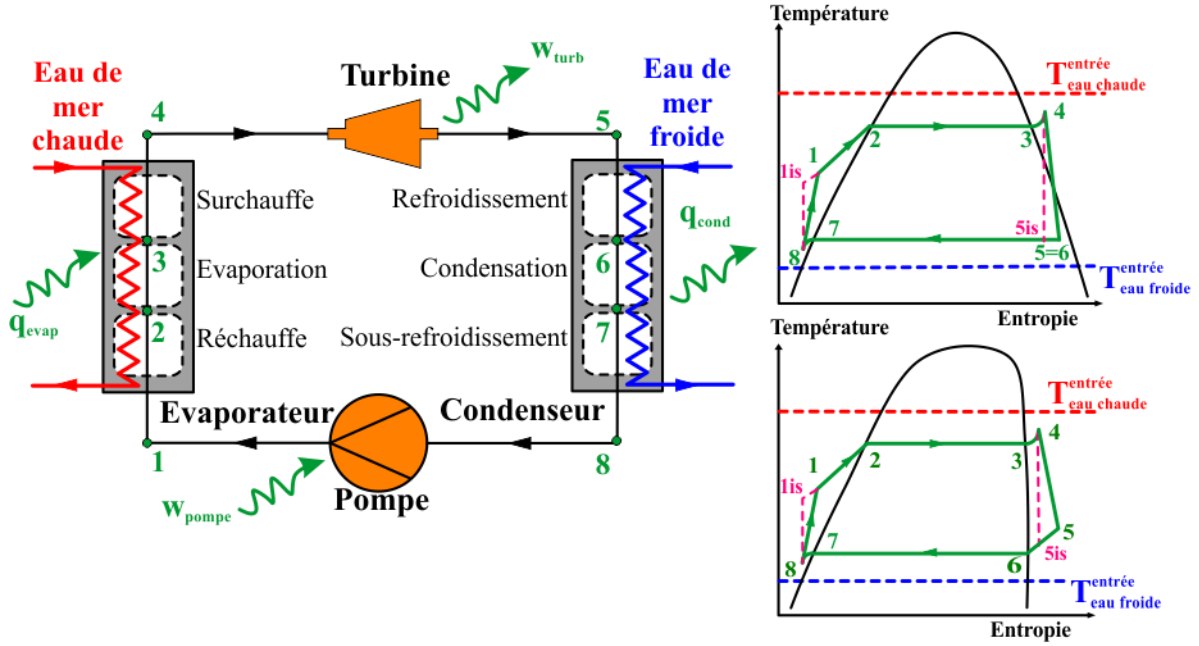 Eau de
mer
chaude
4
Turbine
w turb
5
Eau de
mer
froide
Surchauffe
Refroidissement
q cond
3
Evaporation
Condensation
6
q evap
2
Réchauffe
Sous-refroidissement
7
Evaporateur
Condenseur
1
w pompe
Pompe
8
Température
T entrée eau chaude
4
1
2
3
1is
7
5is
8
5=6
T entrée eau froide
Entropie
Température
T entrée eau chaude
4
1
2
3
1is
7
5
5is
8
6
T entrée eau froide
Entropie